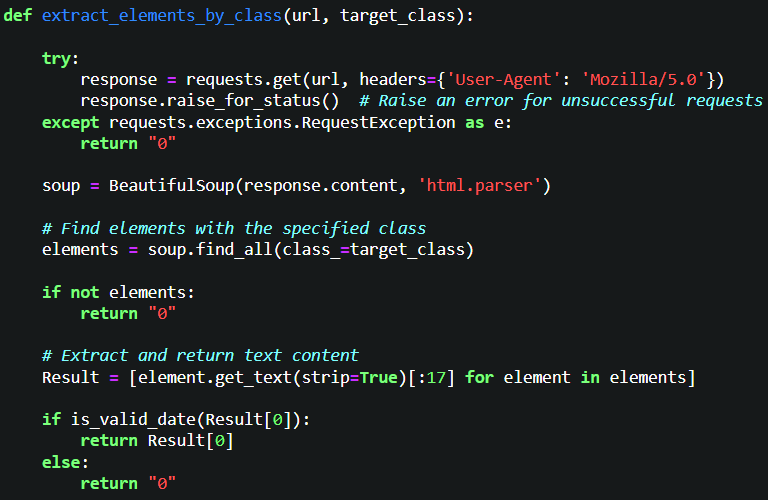 def extract_elements_by_class(url, target_class):
    try:
        response = requests.get(url, headers={'User-Agent': 'Mozilla/5.0'})
        response.raise_for_status()  # Raise an error for unsuccessful requests
    except requests.exceptions.RequestException as e:
        return "0"
    soup = BeautifulSoup(response.content, 'html.parser')
    # Find elements with the specified class
    elements = soup.find_all(class_=target_class)
    if not elements:
        return "0"
    # Extract and return text content
    Result = [element.get_text(strip=True)[:17] for element in elements]
    if is_valid_date(Result[0]):
        return Result[0]
    else:
        return "0"